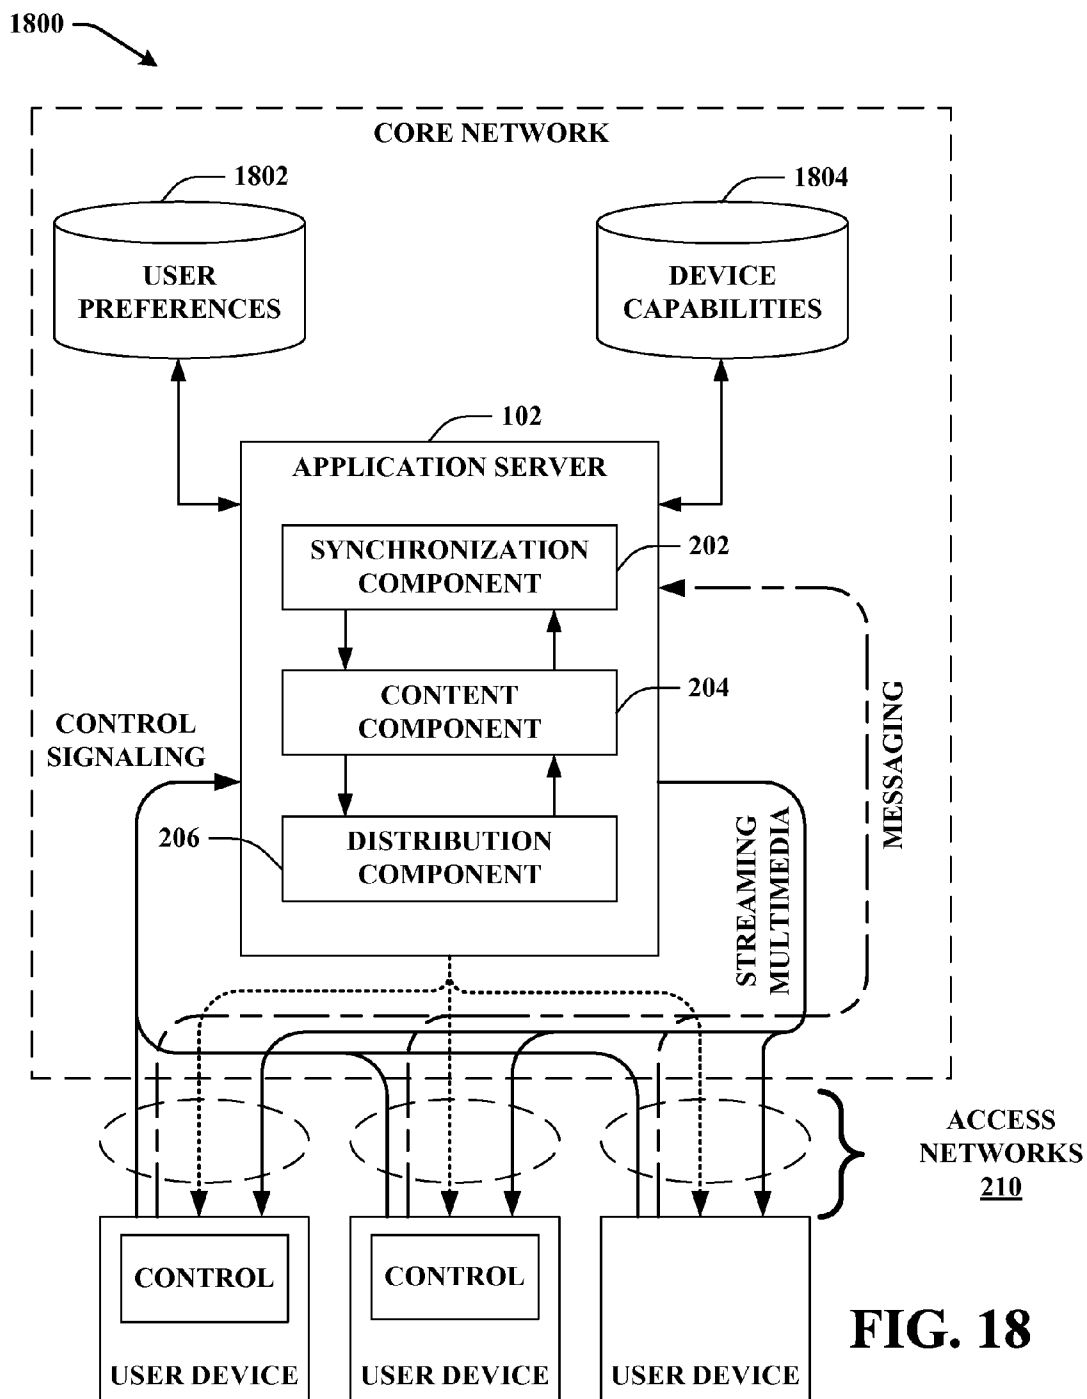 1800
CORE NETWORK
1802
1804
USER
PREFERENCES
DEVICE
CAPABILITIES
102
APPLICATION SERVER
SYNCHRONIZATION
COMPONENT
202
CONTENT
COMPONENT
204
CONTROL
SIGNALING
MESSAGING
206
DISTRIBUTION
COMPONENT
STREAMING
MULTIMEDIA
ACCESS
NETWORKS
210
CONTROL
CONTROL
USER DEVICE
USER DEVICE
USER DEVICE
FIG. 18